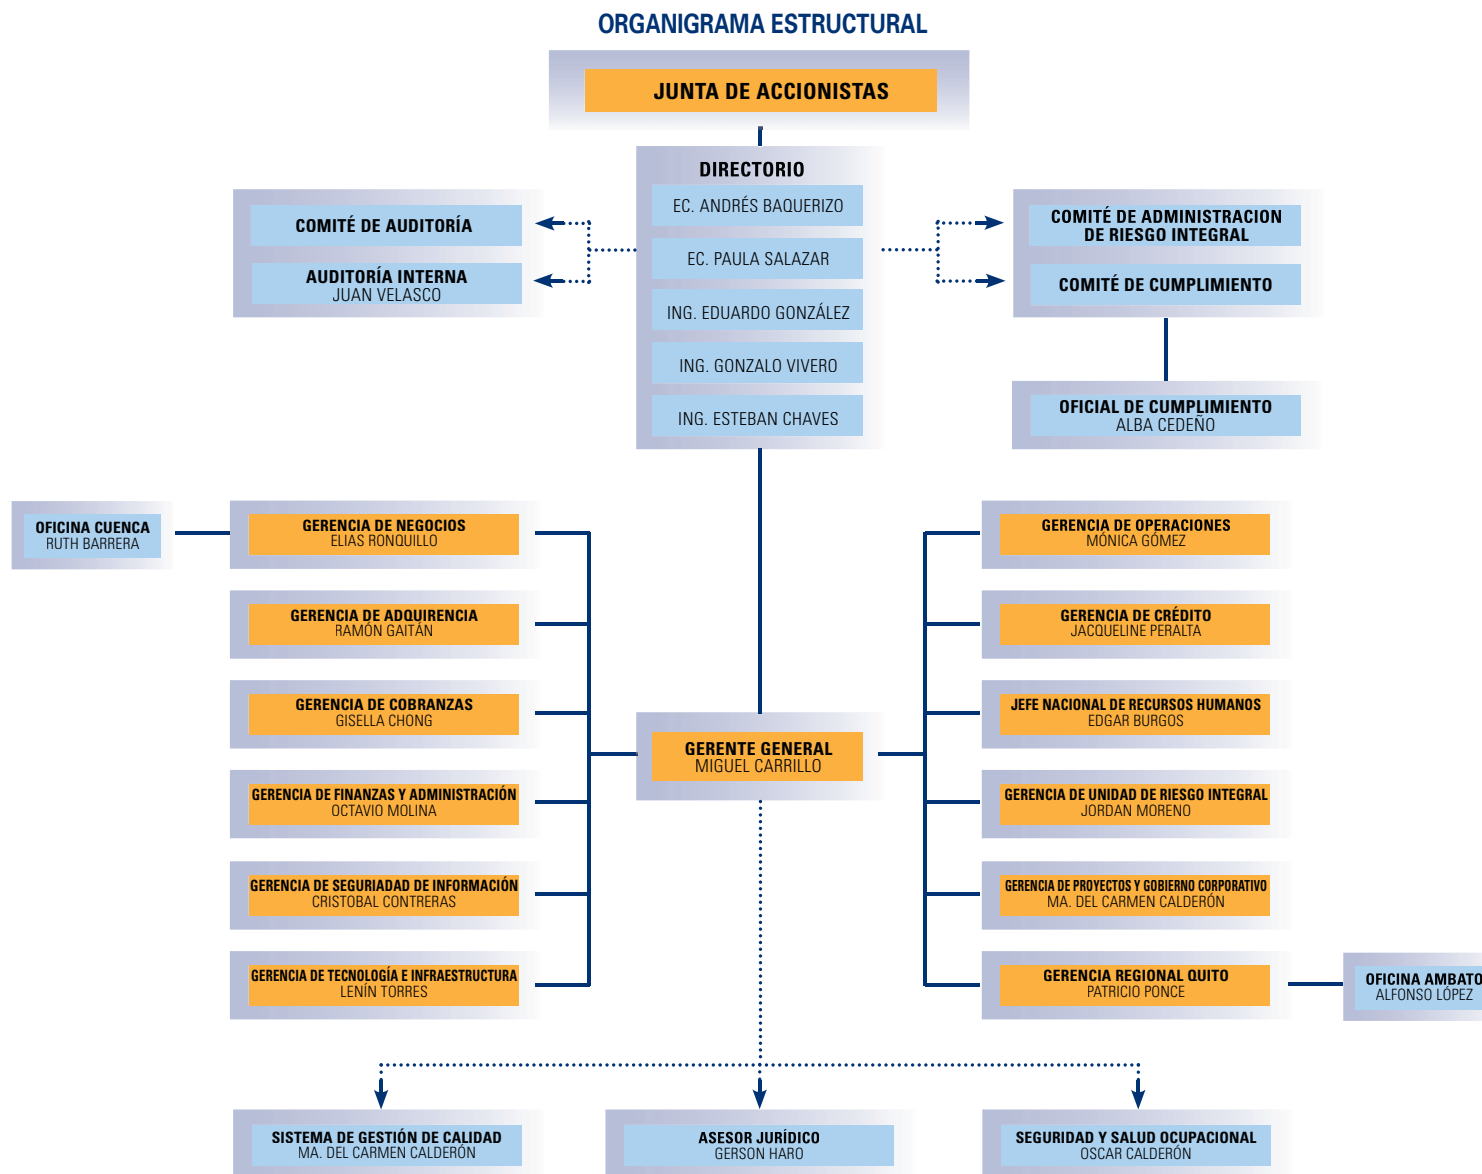 ORGANIGRAMA ESTRUCTURAL
JUNTA DE ACCIONISTAS
DIRECTORIO
EC. ANDRÉS BAQUERIZO
EC. PAULA SALAZAR
ING. EDUARDO GONZÁLEZ
ING. GONZALO VIVERO
ING. ESTEBAN CHAVES
COMITÉ DE AUDITORÍA
AUDITORÍA INTERNA
JUAN VELASCO
COMITÉ DE ADMINISTRACION
DE RIESGO INTEGRAL
COMITÉ DE CUMPLIMIENTO
OFICIAL DE CUMPLIMIENTO
ALBA CEDEÑO
OFICINA CUENCA
RUTH BARRERA
GERENCIA DE NEGOCIOS
ELIAS RONQUILLO
GERENCIA DE ADQUIRENCIA
RAMÓN GAITÁN
GERENCIA DE COBRANZAS
GISELLA CHONG
GERENCIA DE FINANZAS Y ADMINISTRACIÓN
OCTAVIO MOLINA
GERENCIA DE SEGURIADAD DE INFORMACIÓN
CRISTOBAL CONTRERAS
GERENCIA DE TECNOLOGÍA E INFRAESTRUCTURA
LENÍN TORRES
GERENTE GENERAL
MIGUEL CARRILLO
GERENCIA DE OPERACIONES
MÓNICA GÓMEZ
GERENCIA DE CRÉDITO
JACQUELINE PERALTA
JEFE NACIONAL DE RECURSOS HUMANOS
EDGAR BURGOS
GERENCIA DE UNIDAD DE RIESGO INTEGRAL
JORDAN MORENO
GERENCIA DE PROYECTOS Y GOBIERNO CORPORATIVO
MA. DEL CARMEN CALDERÓN
GERENCIA REGIONAL QUITO
PATRICIO PONCE
OFICINA AMBATO
ALFONSO LÓPEZ
SISTEMA DE GESTIÓN DE CALIDAD
MA. DEL CARMEN CALDERÓN
ASESOR JURÍDICO
GERSON HARO
SEGURIDAD Y SALUD OCUPACIONAL
OSCAR CALDERÓN